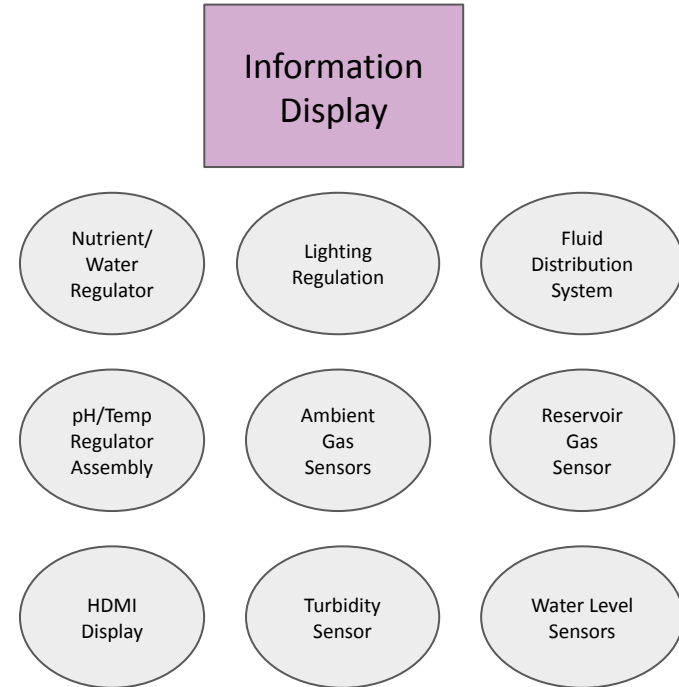 Information
Display
Nutrient/
Water
Regulator
Lighting
Regulation
Fluid
Distribution
System
pH/Temp
Regulator
Assembly
Ambient
Gas
Sensors
Reservoir
Gas
Sensor
HDMI
Display
Turbidity
Sensor
Water Level
Sensors